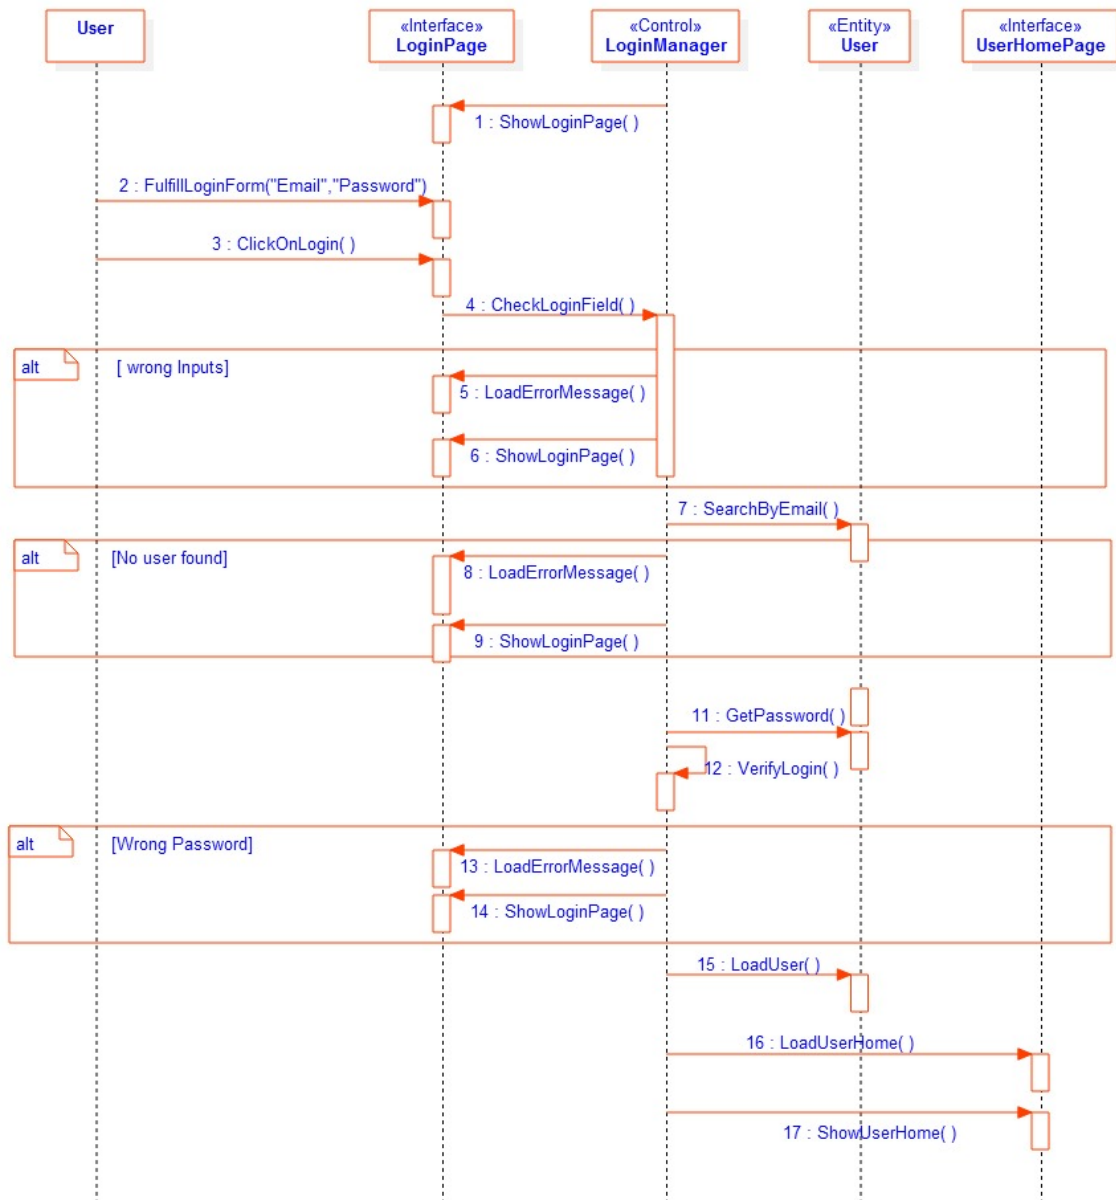 User
«Interface»
LoginPage
«Control»
LoginManager
«Entity»
User
«Interface»
UserHomePage
1 : ShowLoginPage( )
2 : FulfillLoginForm("Email","Password")
3 : ClickOnLogin( )
4 : CheckLoginField( )
alt
[ wrong Inputs]
5 : LoadErrorMessage( )
6 : ShowLoginPage( )
7 : SearchByEmail( )
alt
[No user found]
8 : LoadErrorMessage( )
9 : ShowLoginPage( )
11 : GetPassword( )
12 : VerifyLogin( )
alt
[Wrong Password]
13 : LoadErrorMessage( )
14 : ShowLoginPage( )
15 : LoadUser( )
16 : LoadUserHome( )
17 : ShowUserHome( )